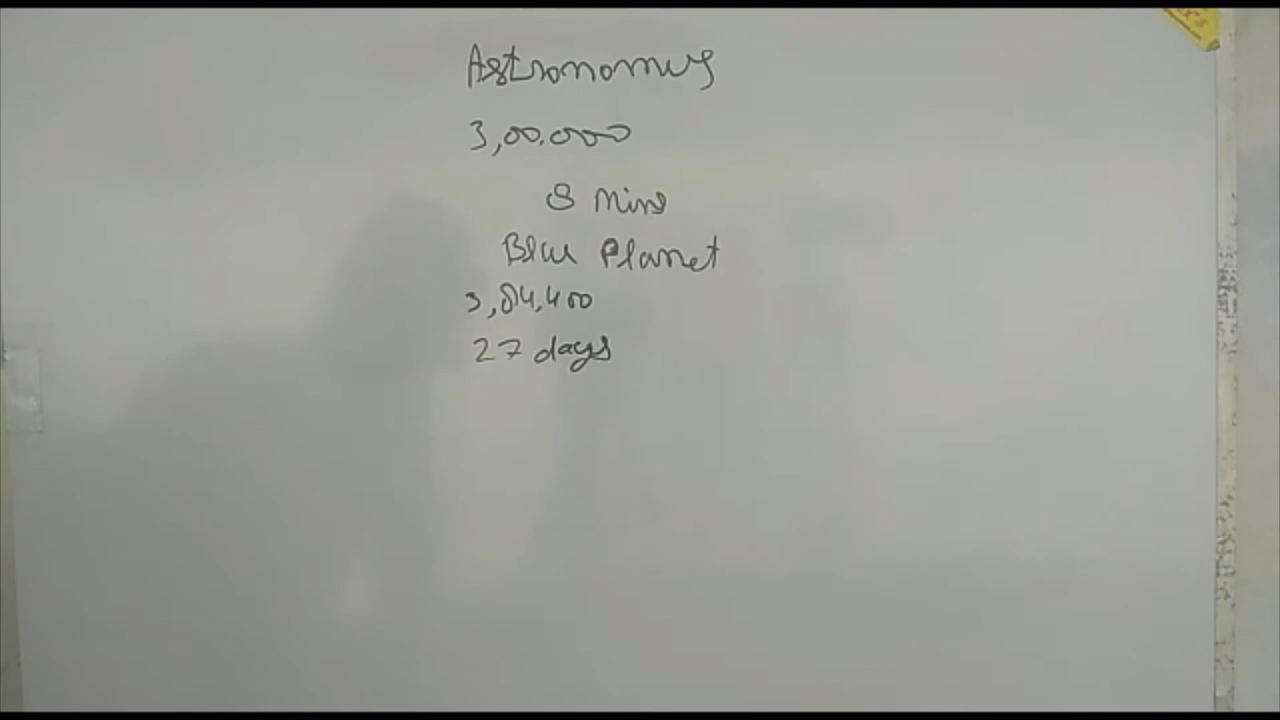 Astronomy
3,00,000
8 mins
Blue Planet
3,84,400
27 days